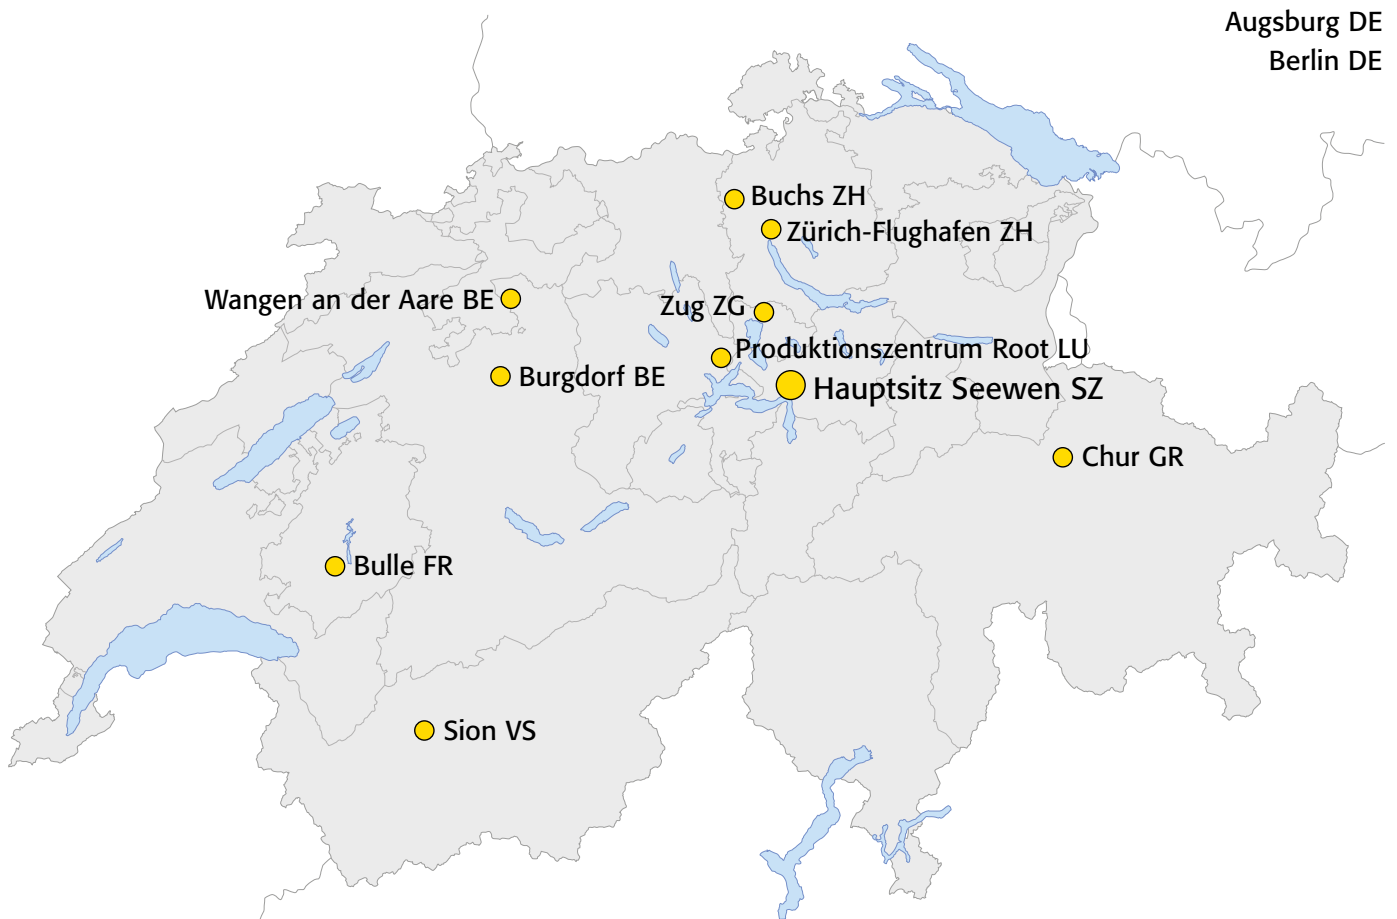 Augsburg DE
Berlin DE
Buchs ZH
Zürich-Flughafen ZH
Wangen an der Aare BE
Zug ZG
Produktionszentrum Root LU
Burgdorf BE
Hauptsitz Seewen SZ
Chur GR
Bulle FR
Sion VS